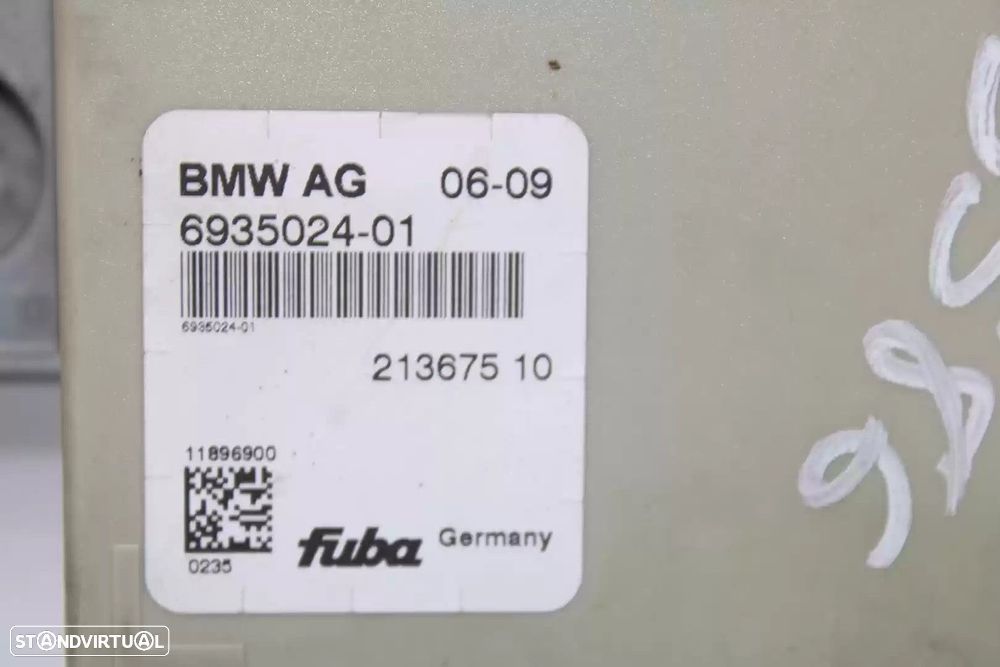 BMW AG 06-09
6935024-01
6935024-01
213675 10
11896900
0235
fuba Germany
STANDVIRTUAL